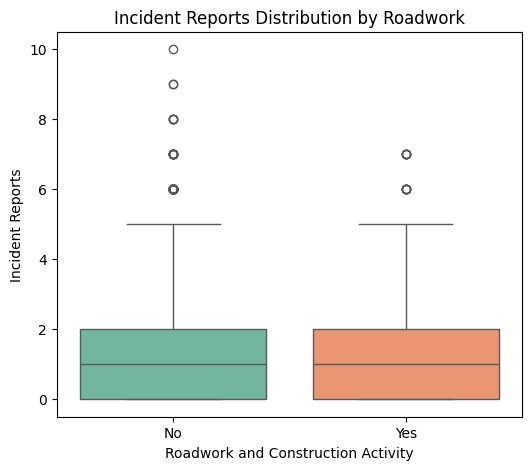 Incident Reports Distribution by Roadwork
Incident Reports
10
8
6
4
2
0
No
Yes
Roadwork and Construction Activity